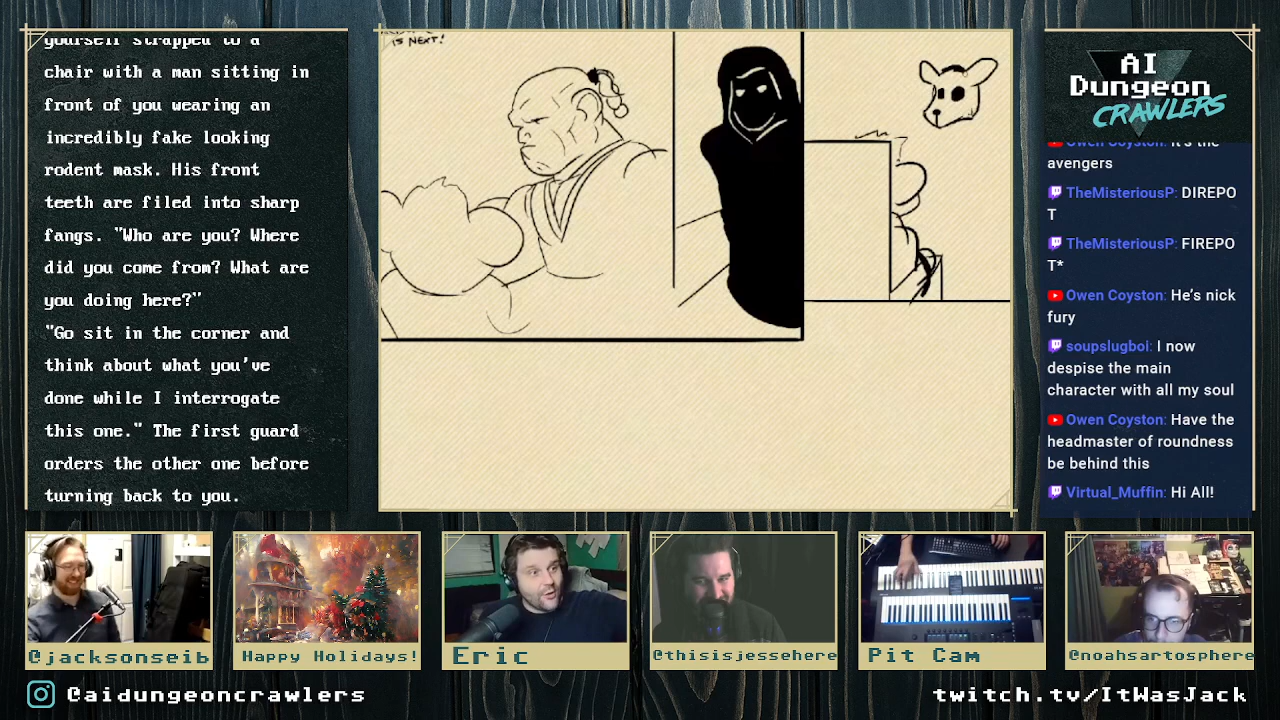 yourself strapped to a
chair with a man sitting in
front of you wearing an
incredibly fake looking
rodent mask. His front
teeth are filed into sharp
fangs. "Who are you? Where
did you come from? What are
you doing here?"
"Go sit in the corner and
think about what you've
done while I interrogate
this one." The first guard
orders the other one before
turning back to you.
IS NEXT!
AI
Dungeon
CRAWLERS
Owen Coyston: It's the
avengers
TheMisteriousP: DIREPO
T
TheMisteriousP: FIREPO
T*
Owen Coyston: He's nick
fury
soupslugboi: I now
despise the main
character with all my soul
Owen Coyston: Have the
headmaster of roundness
be behind this
Virtual_Muffin: Hi All!
@jacksonseib
Happy Holidays!
Eric
@thisisjessehere
Pit Cam
@noahsartosphere
@aidungeoncrawlers
twitch.tv/ItWasJack